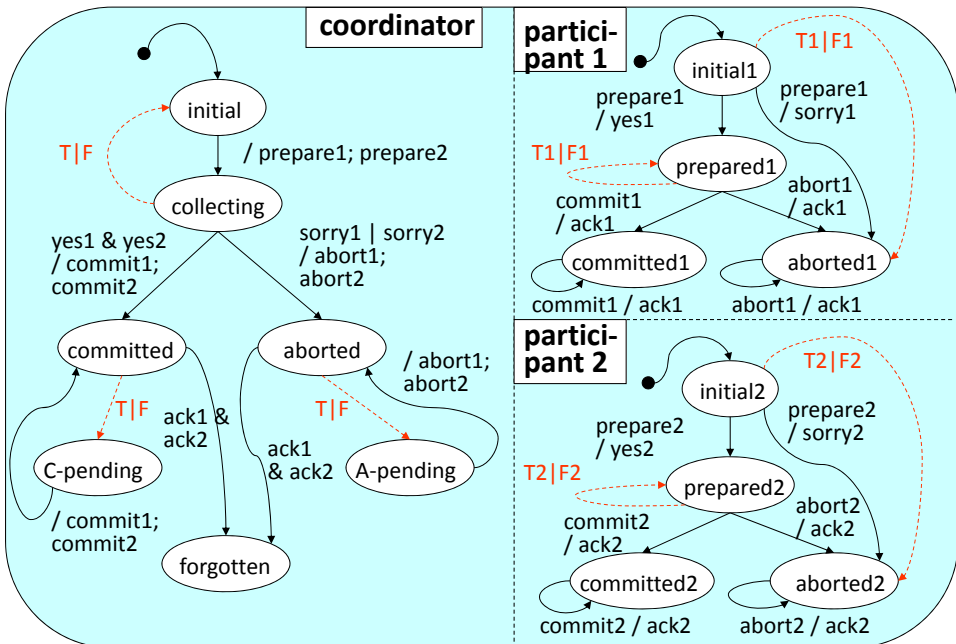 coordinator
initial
T|F
/ prepare1; prepare2
collecting
yes1 & yes2
/ commit1;
commit2
sorry1 | sorry2
/ abort1;
abort2
committed
aborted
/ abort1;
abort2
T|F
T|F
ack1 &
ack2
ack1
& ack2
C-pending
A-pending
/ commit1;
commit2
forgotten
partici-
pant 1
initial1
T1|F1
prepare1
/ yes1
prepare1
/ sorry1
T1|F1
prepared1
commit1
/ ack1
abort1
/ ack1
committed1
aborted1
commit1 / ack1
abort1 / ack1
partici-
pant 2
initial2
T2|F2
prepare2
/ yes2
prepare2
/ sorry2
T2|F2
prepared2
commit2
/ ack2
abort2
/ ack2
committed2
aborted2
commit2 / ack2
abort2 / ack2